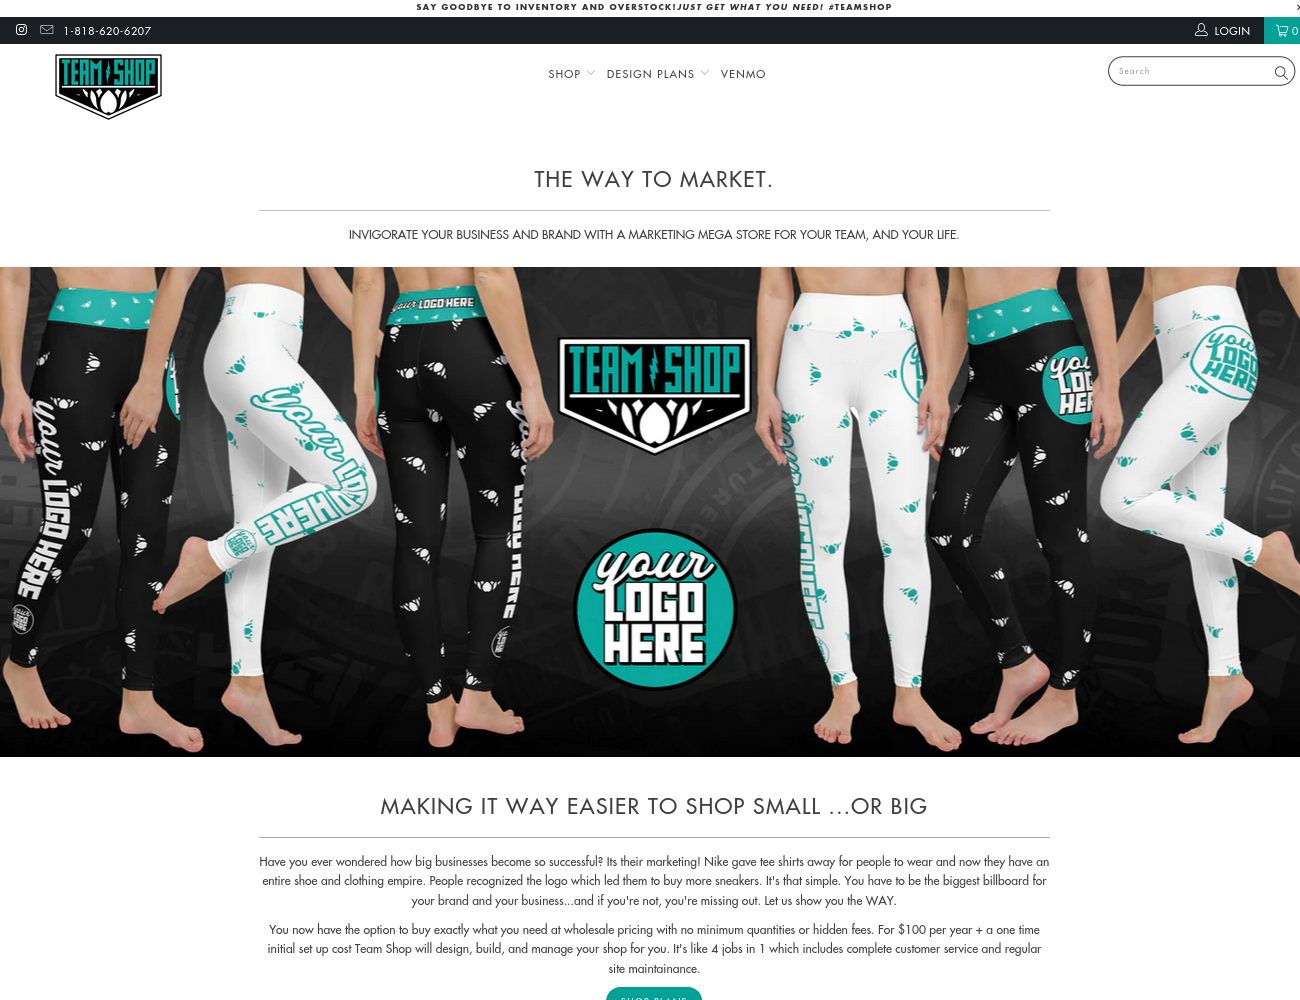 SAY GOODBYE TO INVENTORY AND OVERSTOCK!JUST GET WHAT YOU NEED! #TEAMSHOP
1-818-620-6207
LOGIN
0
TEAM SHOP
SHOP
DESIGN PLANS
VENMO
Search
THE WAY TO MARKET.
INVIGORATE YOUR BUSINESS AND BRAND WITH A MARKETING MEGA STORE FOR YOUR TEAM, AND YOUR LIFE.
your LOGO HERE
your LOGO HERE
your LOGO HERE
your LOGO HERE
TEAM SHOP
your
LOGO
HERE
your
LOGO
HERE
MAKING IT WAY EASIER TO SHOP SMALL ...OR BIG
Have you ever wondered how big businesses become so successful? Its their marketing! Nike gave tee shirts away for people to wear and now they have an
entire shoe and clothing empire. People recognized the logo which led them to buy more sneakers. It's that simple. You have to be the biggest billboard for
your brand and your business...and if you're not, you're missing out. Let us show you the WAY.
You now have the option to buy exactly what you need at wholesale pricing with no minimum quantities or hidden fees. For $100 per year + a one time
initial set up cost Team Shop will design, build, and manage your shop for you. It's like 4 jobs in 1 which includes complete customer service and regular
site maintainance.
SHOP PLANS